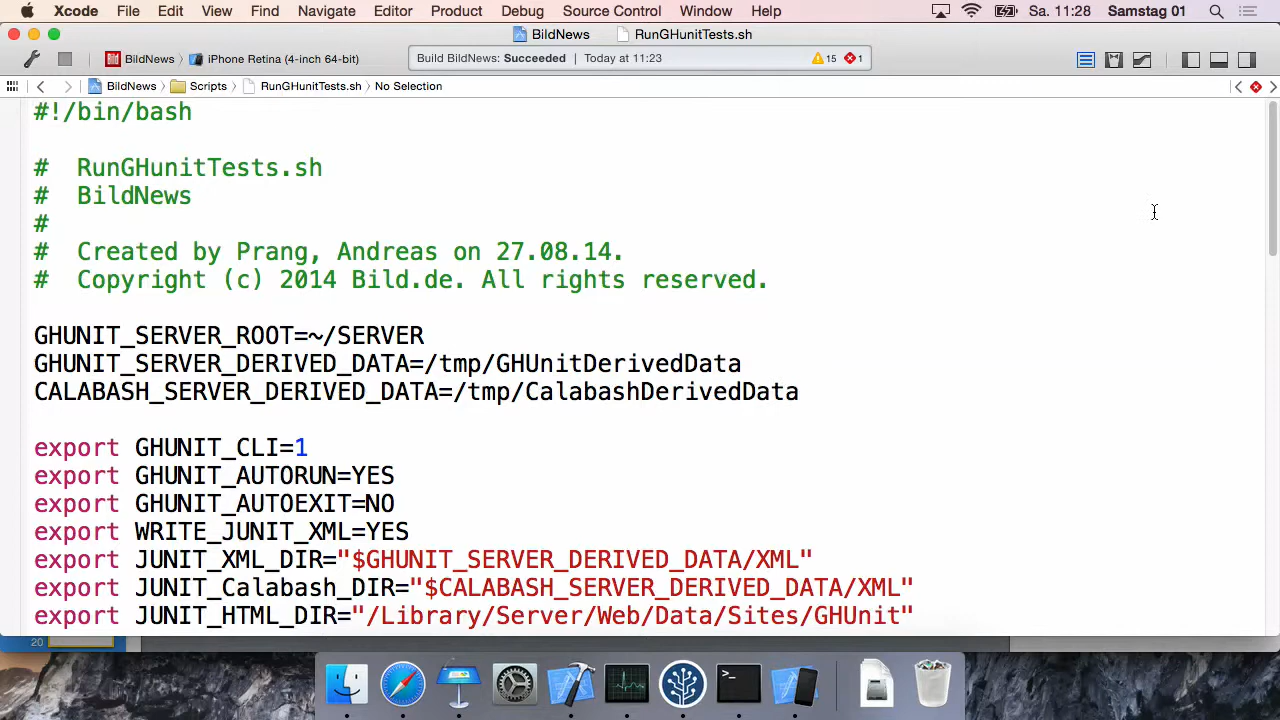 Xcode File Edit View Find Navigate Editor Product Debug Source Control Window Help Sa. 11:28 Samstag 01
BildNews RunGHunitTests.sh
BildNews iPhone Retina (4-inch 64-bit) Build BildNews: Succeeded Today at 11:23 15 1
BildNews Scripts RunGHunitTests.sh No Selection
#!/bin/bash
# RunGHunitTests.sh
# BildNews
#
# Created by Prang, Andreas on 27.08.14.
# Copyright (c) 2014 Bild.de. All rights reserved.
GHUNIT_SERVER_ROOT=~/SERVER
GHUNIT_SERVER_DERIVED_DATA=/tmp/GHUnitDerivedData
CALABASH_SERVER_DERIVED_DATA=/tmp/CalabashDerivedData
export GHUNIT_CLI=1
export GHUNIT_AUTORUN=YES
export GHUNIT_AUTOEXIT=NO
export WRITE_JUNIT_XML=YES
export JUNIT_XML_DIR="$GHUNIT_SERVER_DERIVED_DATA/XML"
export JUNIT_Calabash_DIR="$CALABASH_SERVER_DERIVED_DATA/XML"
export JUNIT_HTML_DIR="/Library/Server/Web/Data/Sites/GHUnit"
20